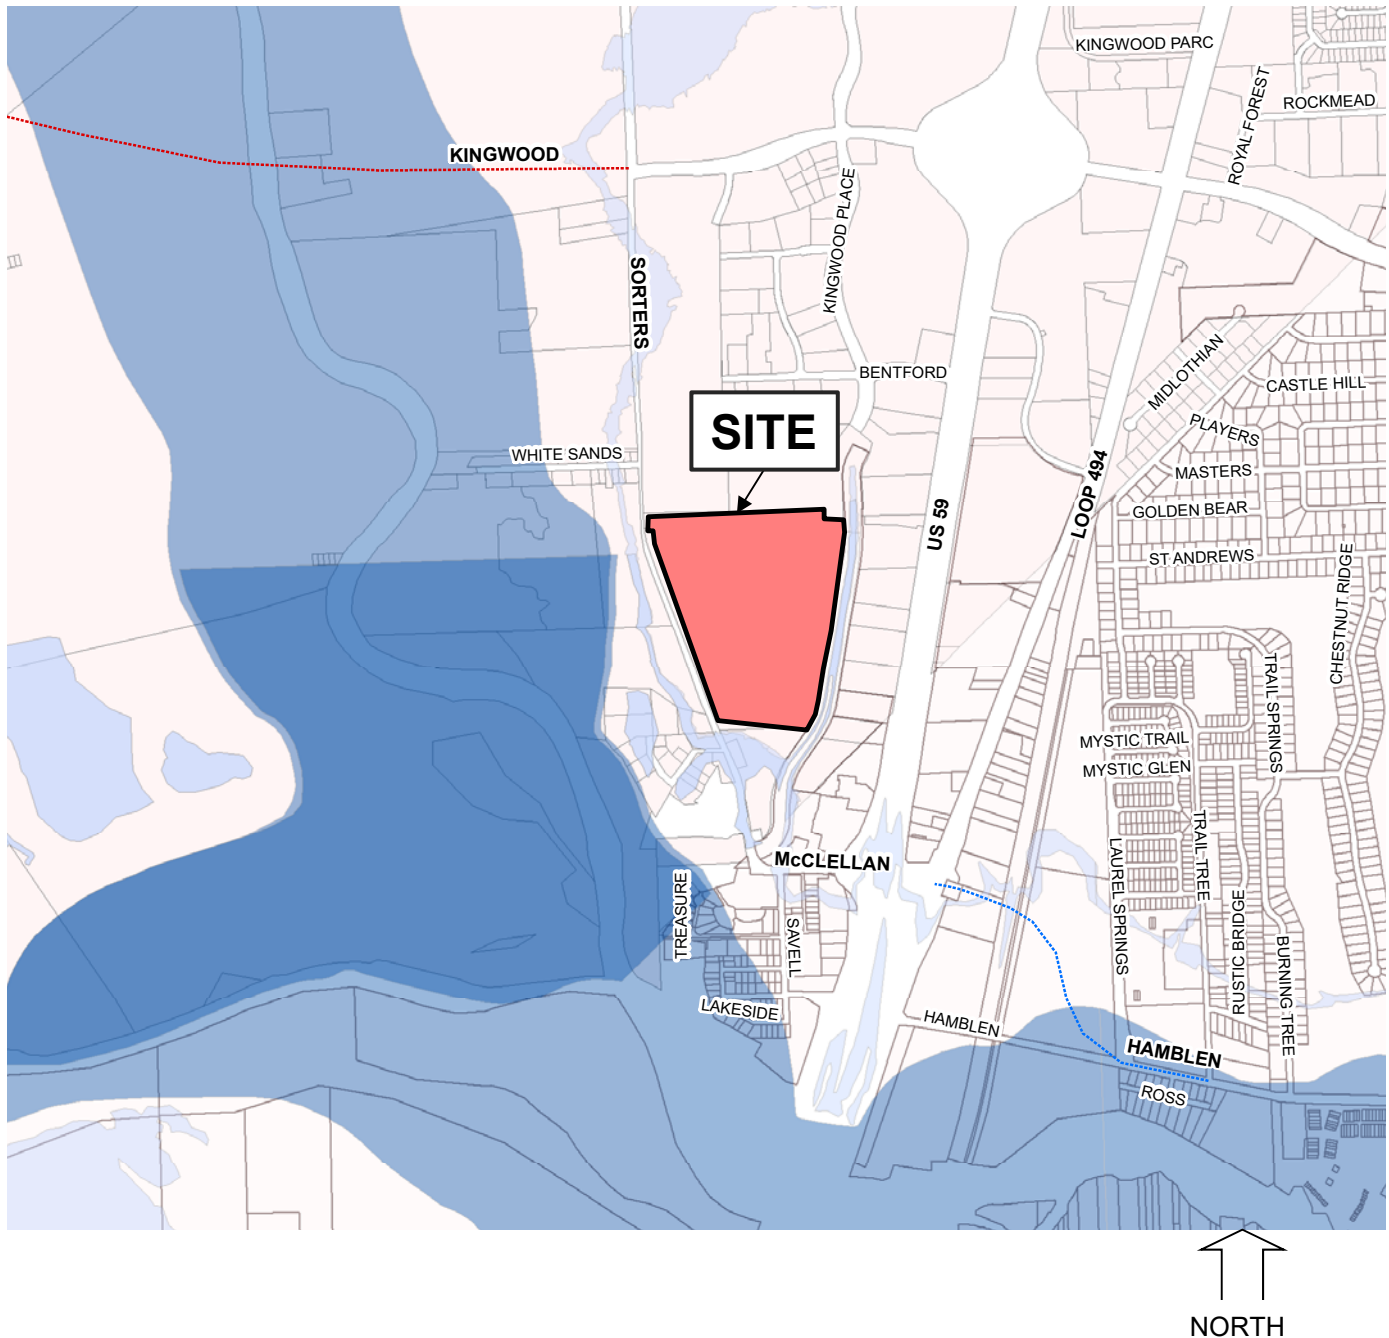 KINGWOOD PARC
ROCKMEAD
ROYAL FOREST
KINGWOOD
KINGWOOD PLACE
SORTERS
MIDLOTHIAN
BENTFORD
CASTLE HILL
SITE
PLAYERS
WHITE SANDS
MASTERS
LOOP 494
GOLDEN BEAR
US 59
ST ANDREWS
CHESTNUT RIDGE
TRAIL SPRINGS
MYSTIC TRAIL
MYSTIC GLEN
TRAIL TREE
McCLELLAN
LAUREL SPRINGS
TREASURE
SAVELL
RUSTIC BRIDGE
BURNING TREE
LAKESIDE
HAMBLEN
HAMBLEN
ROSS
NORTH